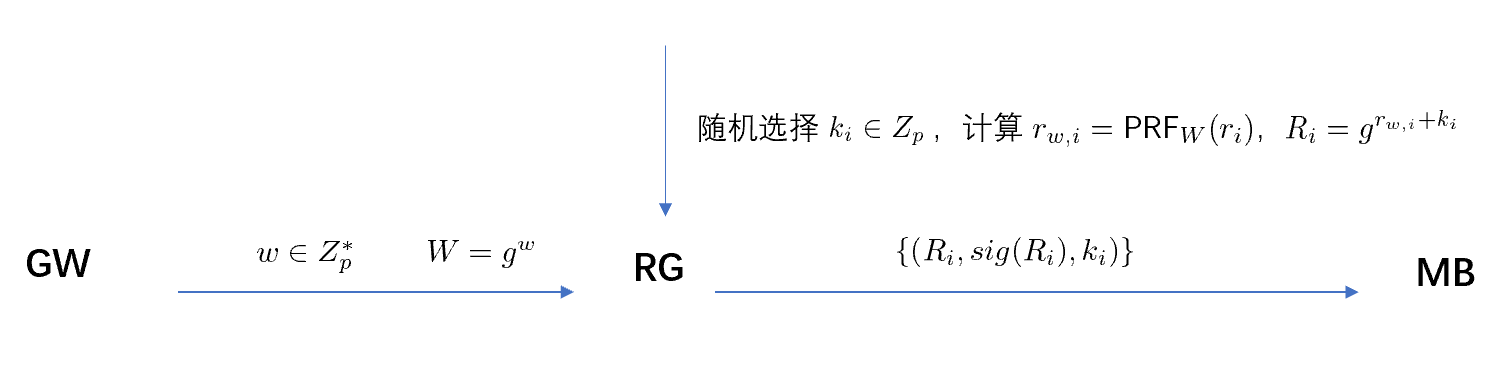 随机选择 $k_i \in Z_p$ ，计算 $r_{w,i} = \mathsf{PRF}_W(r_i)$，$R_i = g^{r_{w,i}+k_i}$
GW
$w \in Z_p^*$ $W = g^w$
RG
$\{(R_i, sig(R_i), k_i)\}$
MB